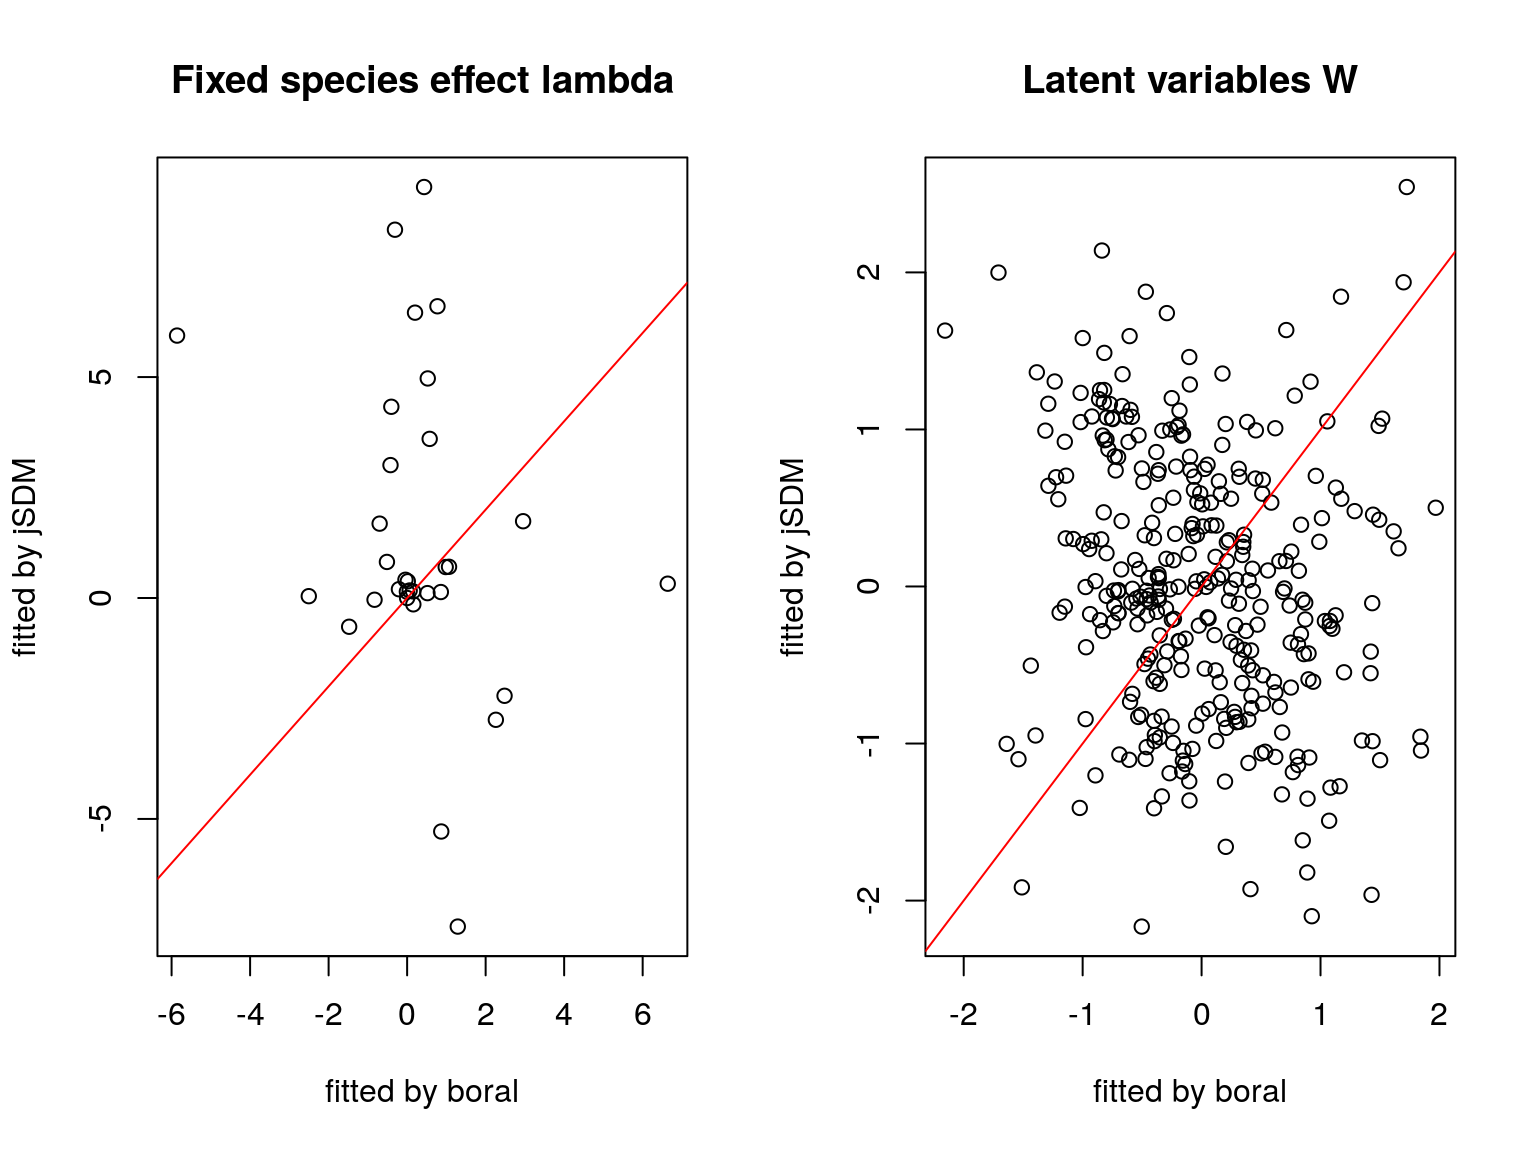 Fixed species effect lambda
fitted by jSDM
5
0
-5
-6 -4 -2 0 2 4 6
fitted by boral
Latent variables W
fitted by jSDM
2
1
0
-1
-2
-2 -1 0 1 2
fitted by boral